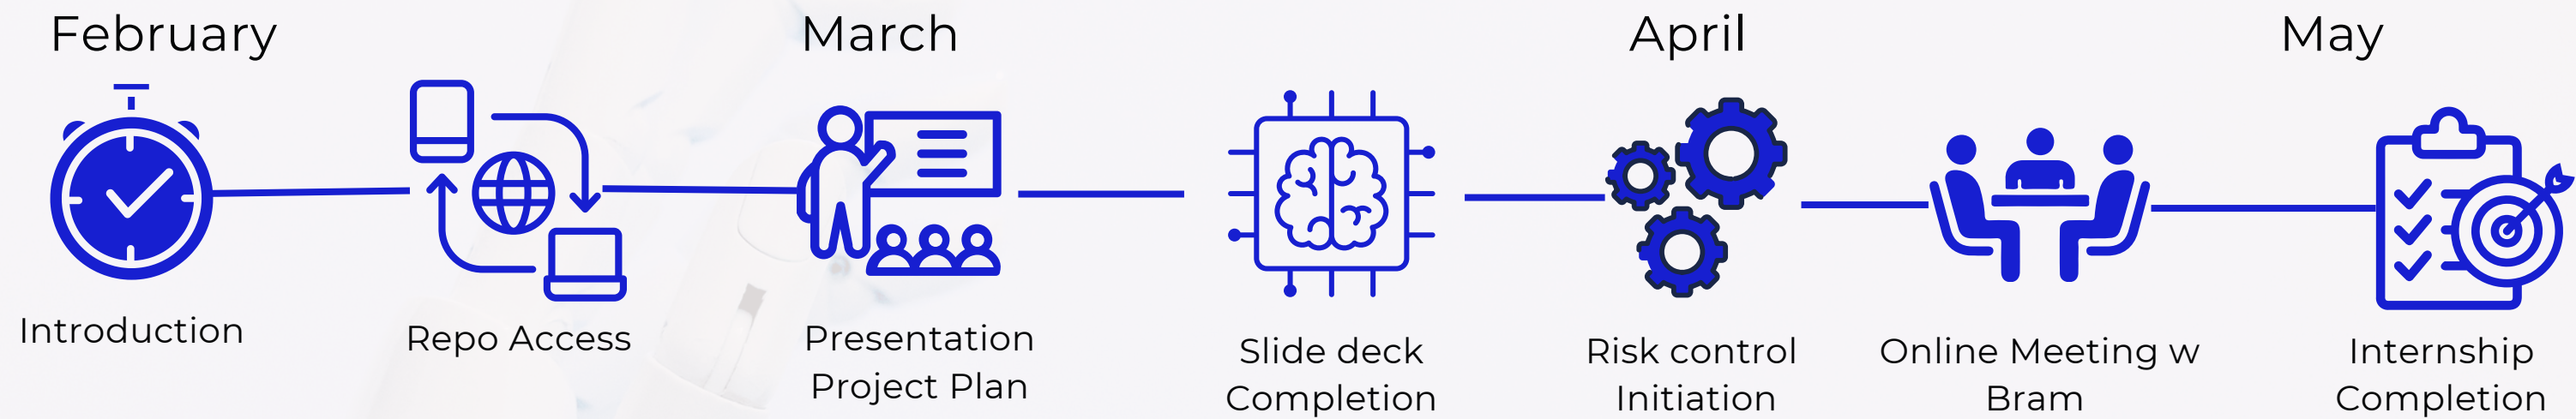 February
March
April
May
Introduction
Repo Access
Presentation
Project Plan
Slide deck
Completion
Risk control
Initiation
Online Meeting w
Bram
Internship
Completion